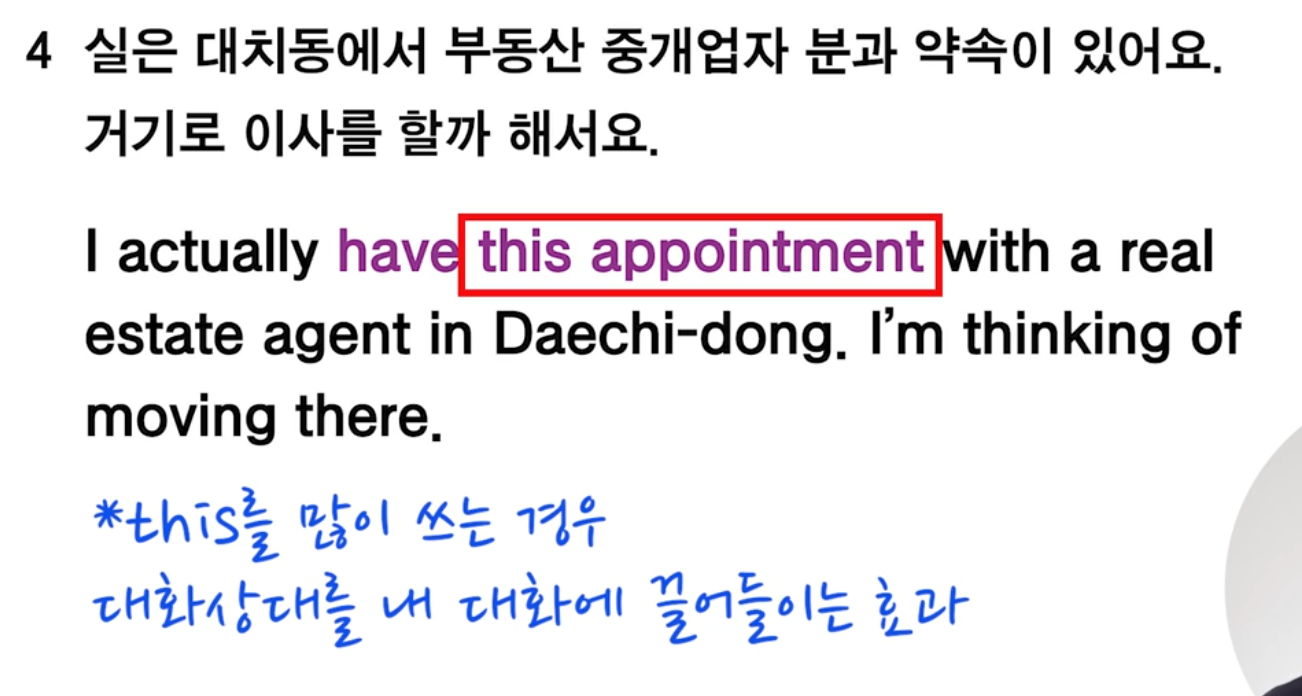 4 실은 대치동에서 부동산 중개업자 분과 약속이 있어요.
거기로 이사를 할까 해서요.
I actually have this appointment with a real
estate agent in Daechi-dong. I'm thinking of
moving there.
*this를 많이 쓰는 경우
대화상대를 내 대화에 끌어들이는 효과